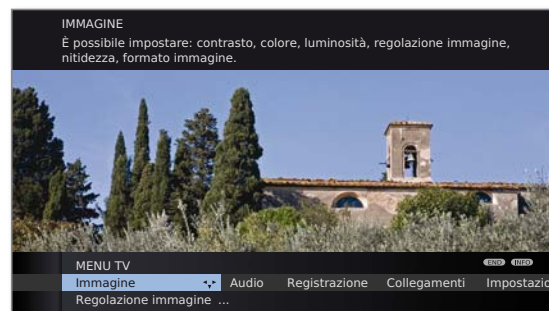 IMMAGINE
È possibile impostare: contrasto, colore, luminosità, regolazione immagine,
nitidezza, formato immagine.
MENU TV
END INFO
Immagine Audio Registrazione Collegamenti Impostazio
Regolazione immagine ...